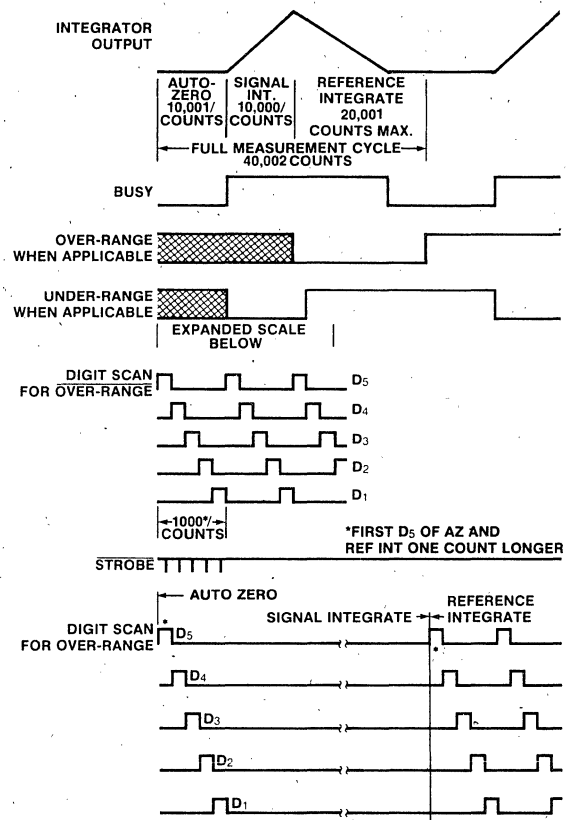 INTEGRATOR
OUTPUT
AUTO-
ZERO
10,001/
COUNTS
SIGNAL
INT.
10,000/
COUNTS
REFERENCE
INTEGRATE
20,001
COUNTS MAX.
FULL MEASUREMENT CYCLE
40,002 COUNTS
BUSY
OVER-RANGE
WHEN APPLICABLE
UNDER-RANGE
WHEN APPLICABLE
EXPANDED SCALE
BELOW
DIGIT SCAN
FOR OVER-RANGE
D5
D4
D3
D2
D1
1000*/
COUNTS
*FIRST D5 OF AZ AND
REF INT ONE COUNT LONGER
STROBE
AUTO ZERO
SIGNAL INTEGRATE
REFERENCE
INTEGRATE
DIGIT SCAN
FOR OVER-RANGE
* D5 *
D4
D3
D2
D1